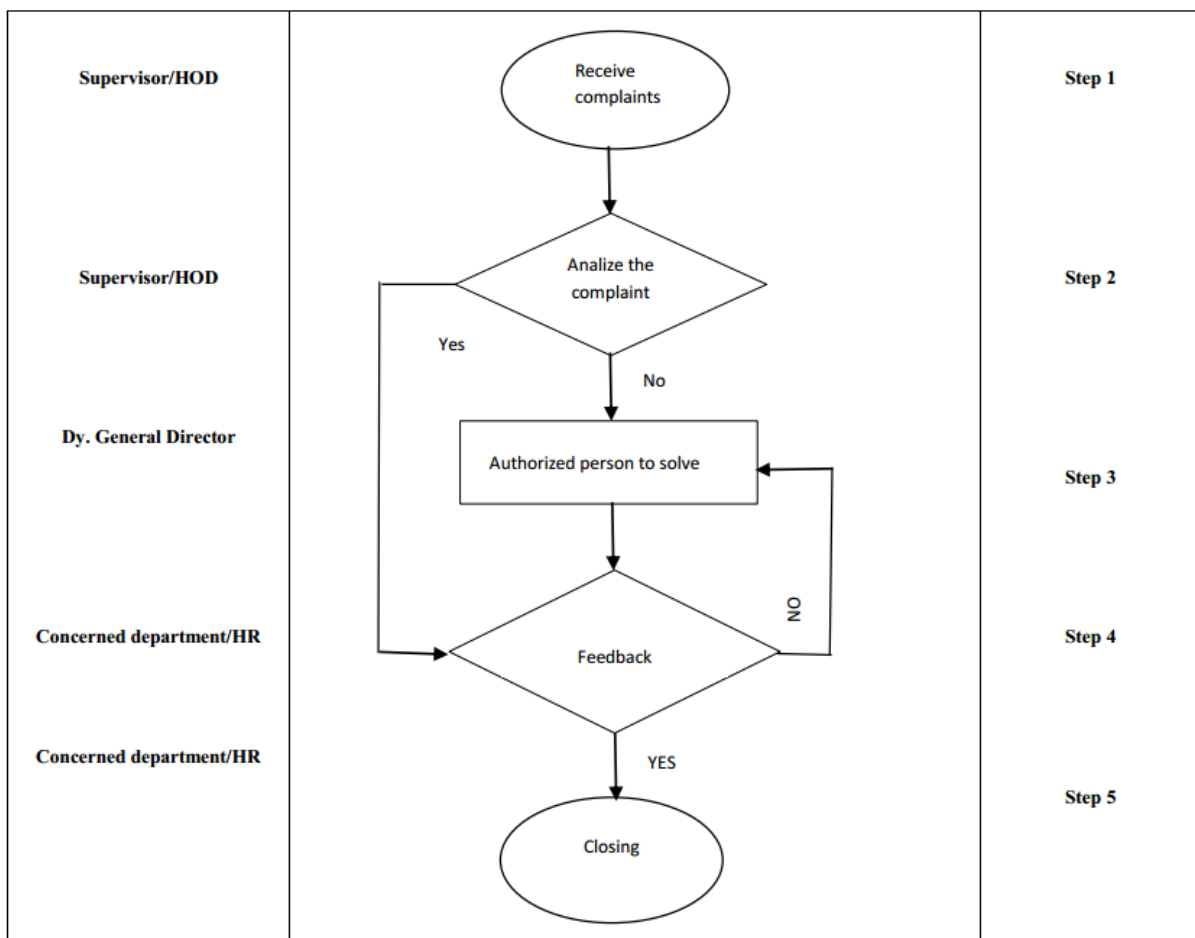 Supervisor/HOD
Receive
complaints
Step 1
Supervisor/HOD
Analize the
complaint
Step 2
Yes
No
Dy. General Director
Authorized person to solve
Step 3
NO
Concerned department/HR
Feedback
Step 4
Concerned department/HR
YES
Step 5
Closing